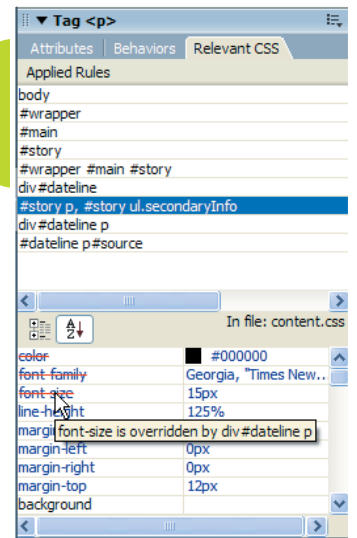 Tag <p>
Attributes Behaviors Relevant CSS
Applied Rules
body
#wrapper
#main
#story
#wrapper #main #story
div#dateline
#story p, #story ul.secondaryInfo
div#dateline p
#dateline p#source
A Z In file: content.css
color #000000
font-family Georgia, "Times New...
font-size 15px
line-height 125%
margi font-size is overridden by div#dateline p
margin-left 0px
margin-right 0px
margin-top 12px
background